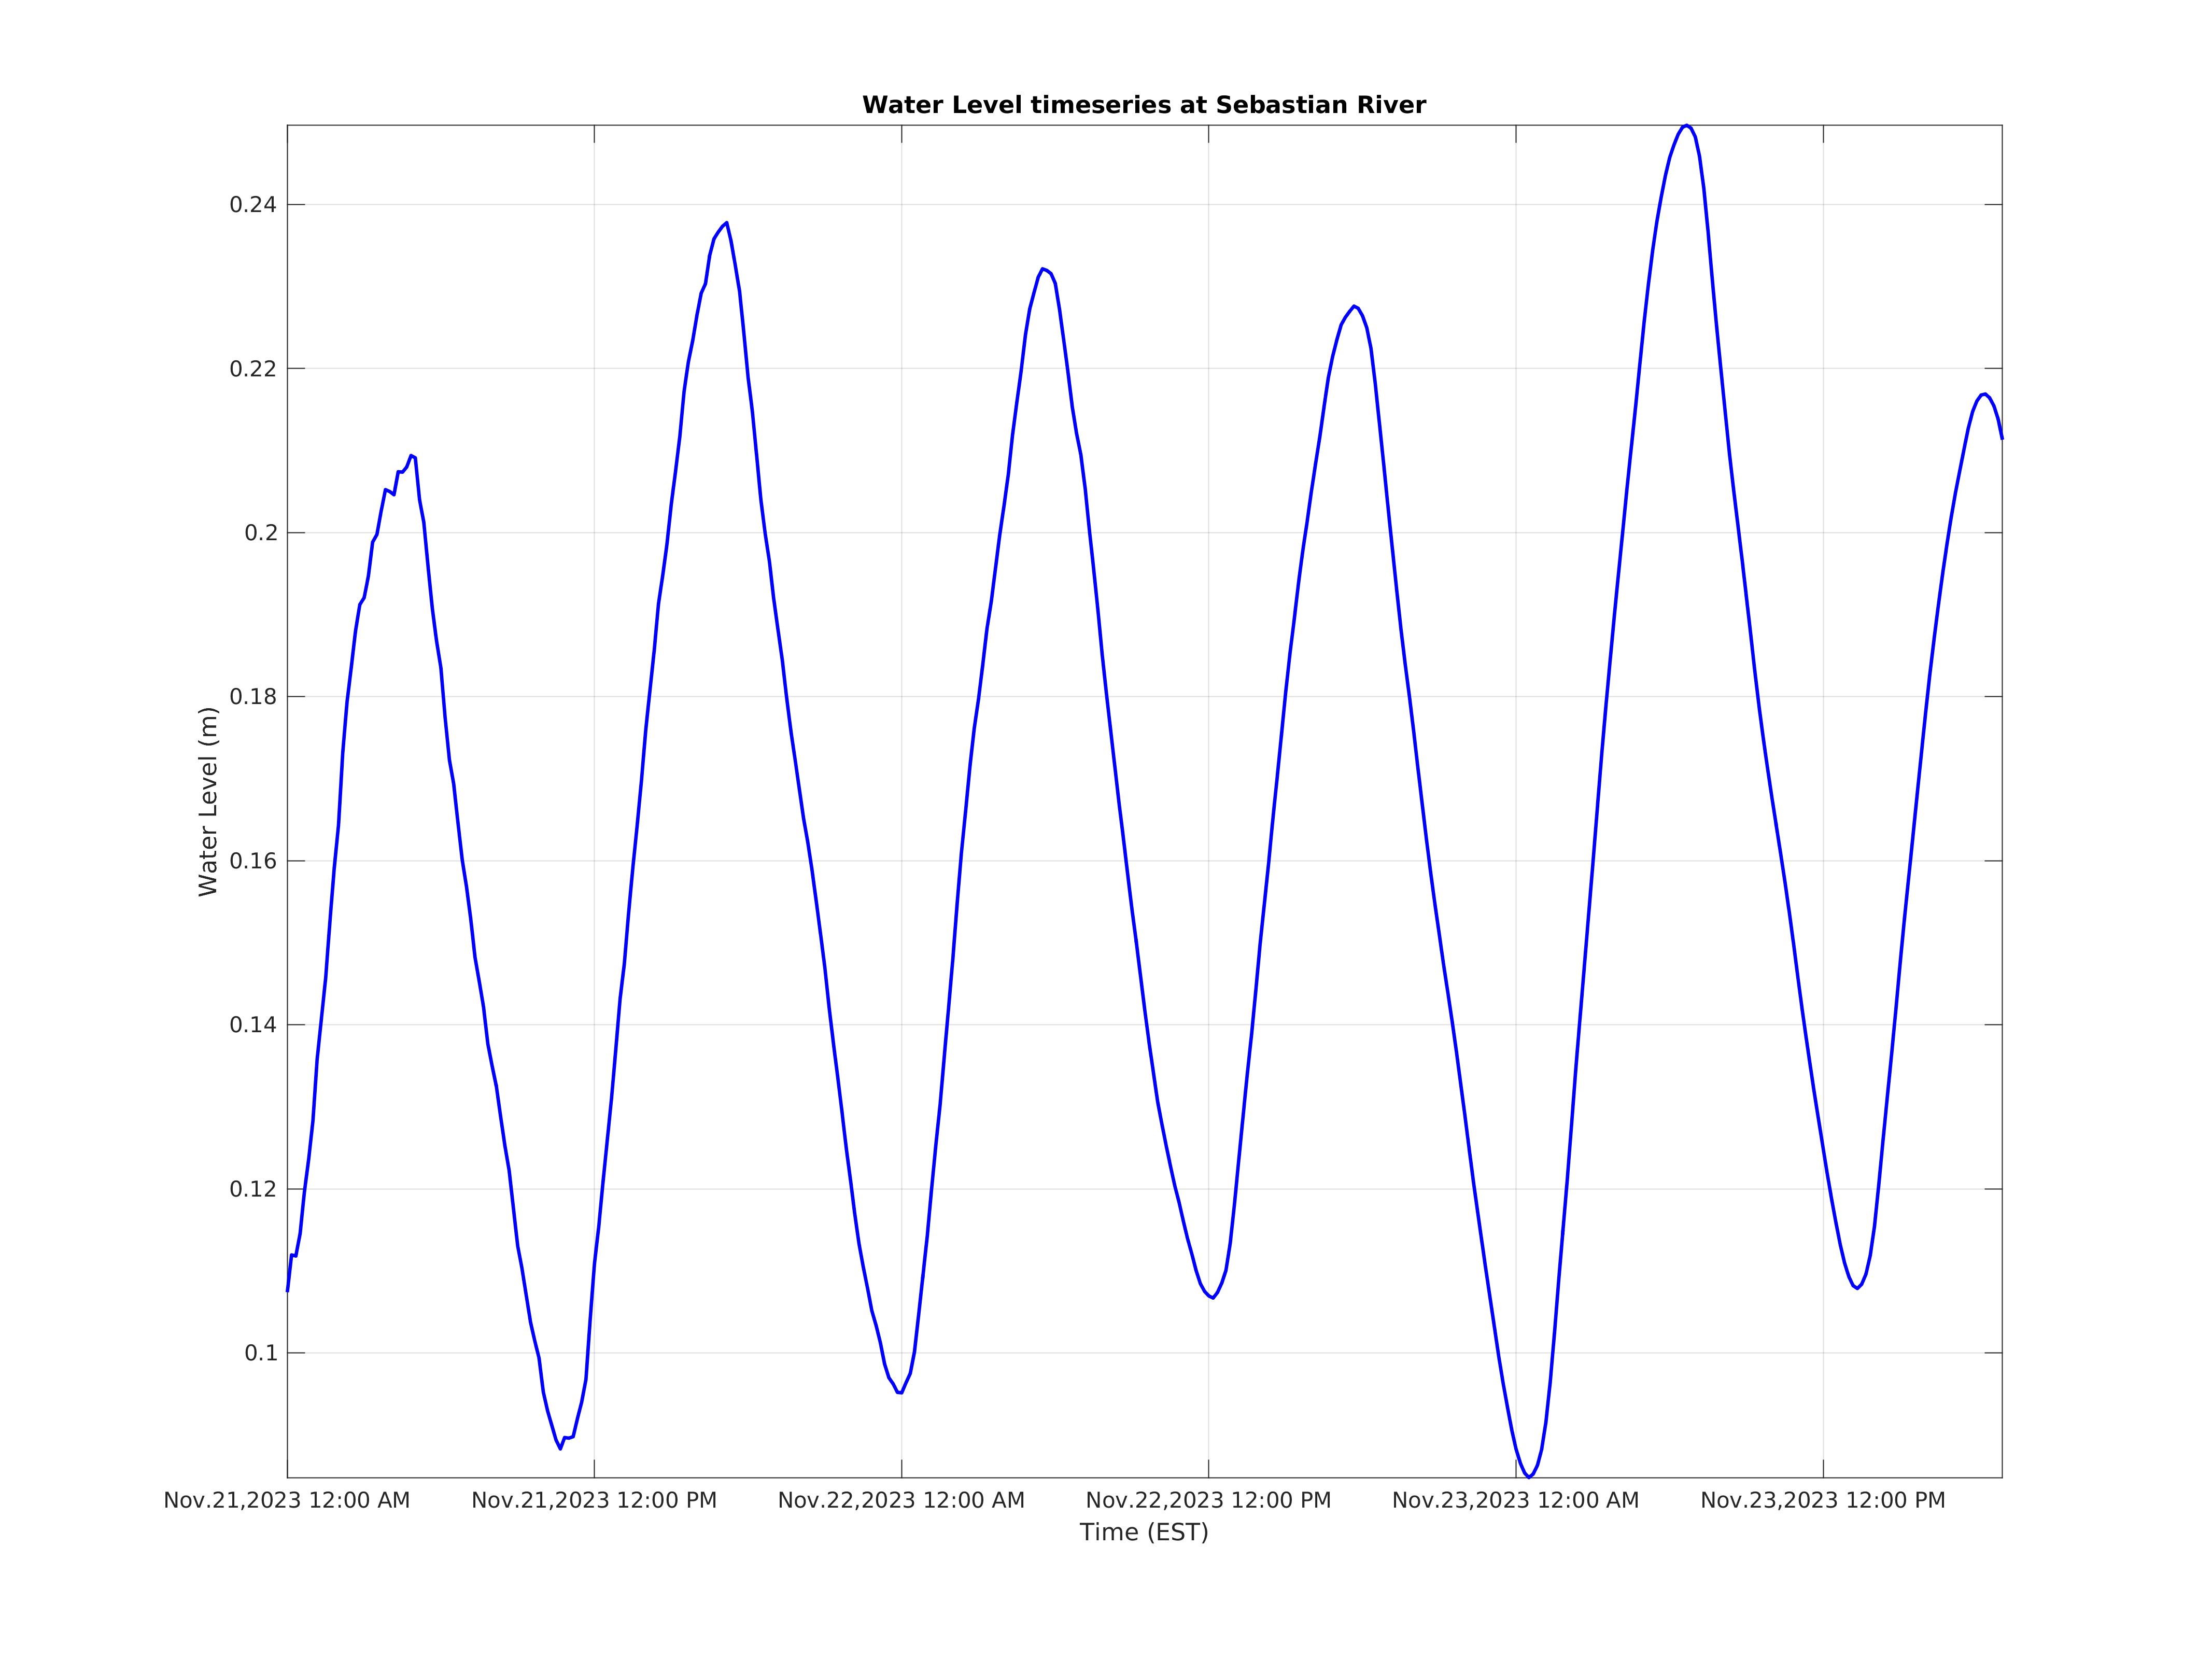 Water Level timeseries at Sebastian River
0.24
0.22
0.2
0.18
0.16
0.14
0.12
0.1
Water Level (m)
Nov.21,2023 12:00 AM
Nov.21,2023 12:00 PM
Nov.22,2023 12:00 AM
Nov.22,2023 12:00 PM
Nov.23,2023 12:00 AM
Nov.23,2023 12:00 PM
Time (EST)